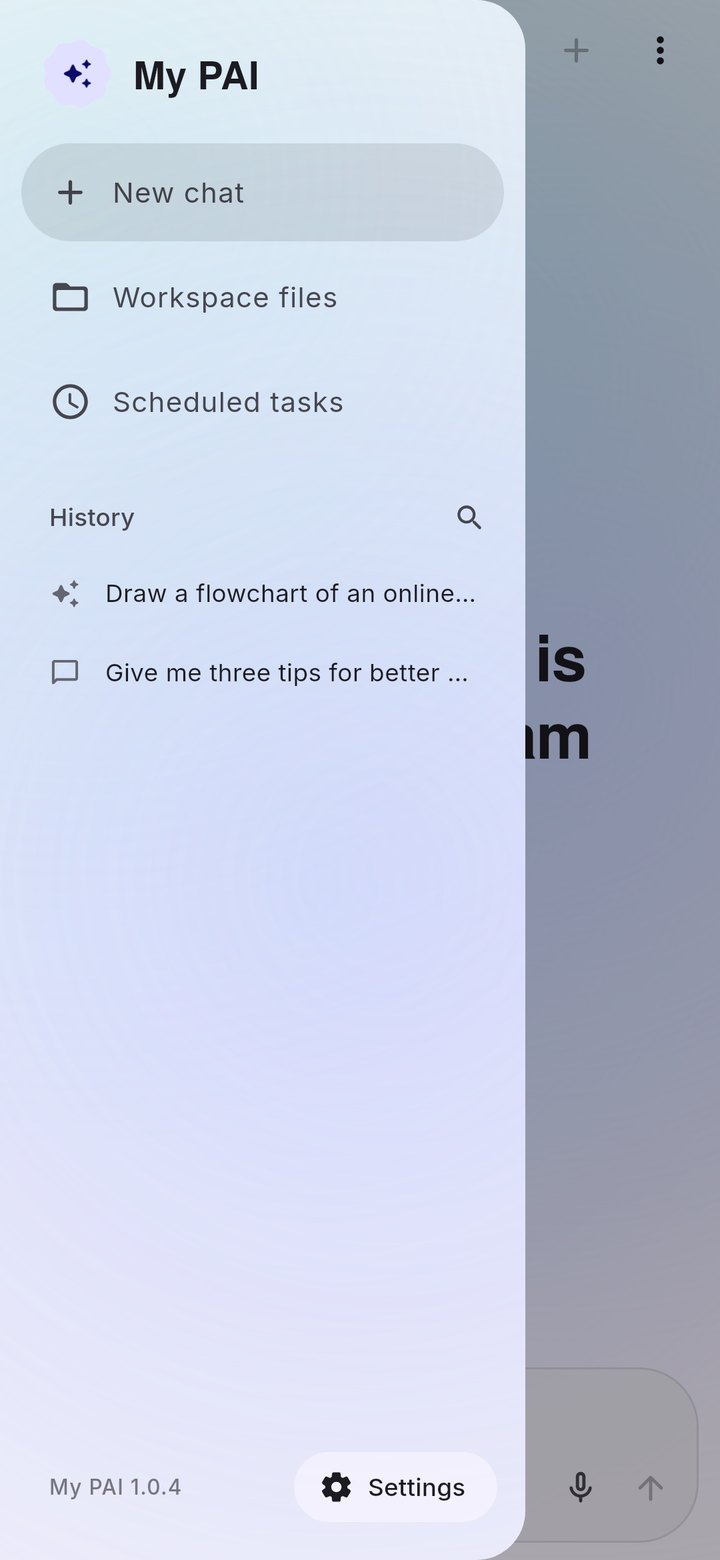 My PAI
New chat
Workspace files
Scheduled tasks
History
Draw a flowchart of an online...
Give me three tips for better ...
is
am
My PAI 1.0.4
Settings